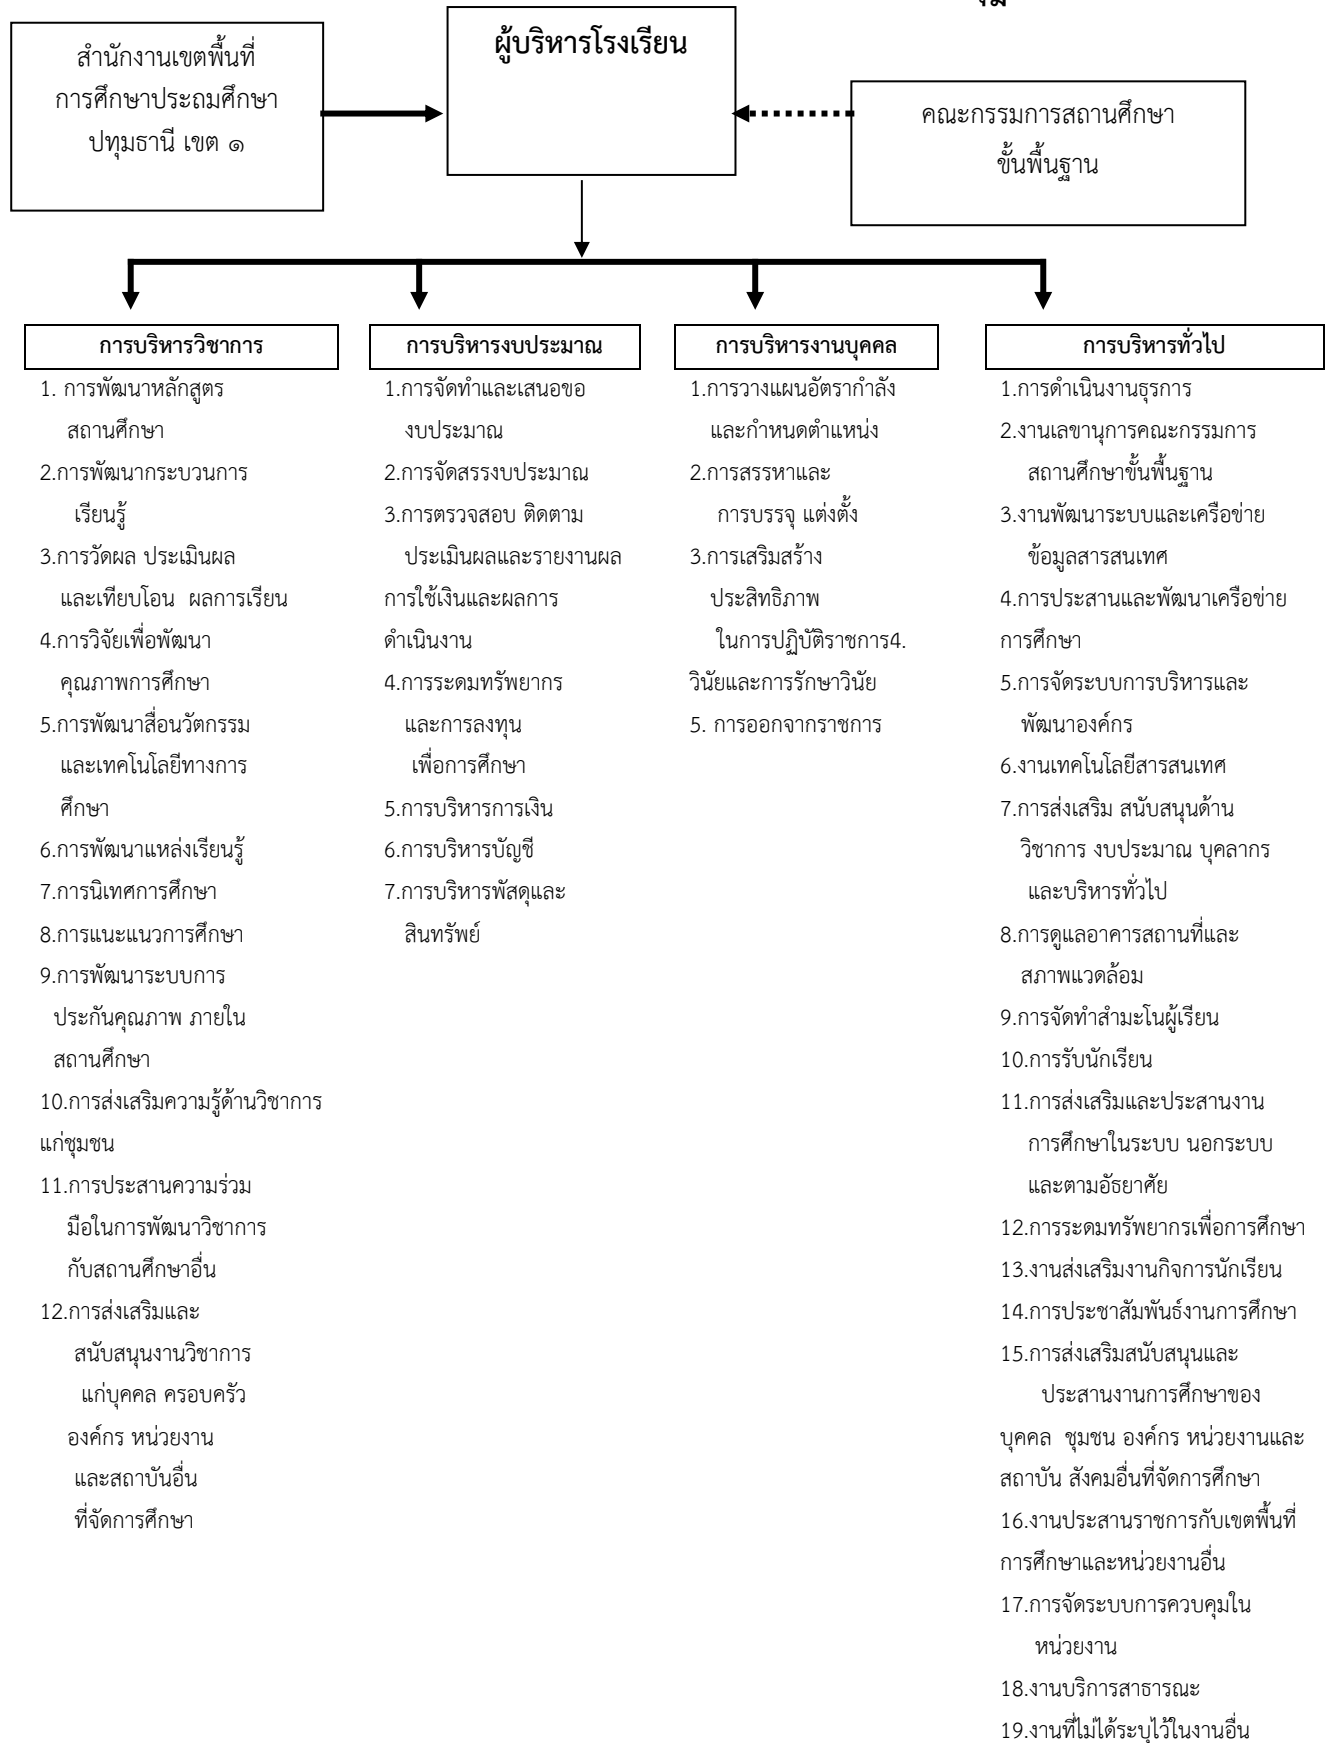 สำนักงานเขตพื้นที่
การศึกษาประถมศึกษา
ปทุมธานี เขต ๑
ผู้บริหารโรงเรียน
คณะกรรมการสถานศึกษา
ขั้นพื้นฐาน
การบริหารวิชาการ
1. การพัฒนาหลักสูตร
สถานศึกษา
2.การพัฒนากระบวนการ
เรียนรู้
3.การวัดผล ประเมินผล
และเทียบโอน ผลการเรียน
4.การวิจัยเพื่อพัฒนา
คุณภาพการศึกษา
5.การพัฒนาสื่อนวัตกรรม
และเทคโนโลยีทางการ
ศึกษา
6.การพัฒนาแหล่งเรียนรู้
7.การนิเทศการศึกษา
8.การแนะแนวการศึกษา
9.การพัฒนาระบบการ
ประกันคุณภาพ ภายใน
สถานศึกษา
10.การส่งเสริมความรู้ด้านวิชาการ
แก่ชุมชน
11.การประสานความร่วม
มือในการพัฒนาวิชาการ
กับสถานศึกษาอื่น
12.การส่งเสริมและ
สนับสนุนงานวิชาการ
แก่บุคคล ครอบครัว
องค์กร หน่วยงาน
และสถาบันอื่น
ที่จัดการศึกษา
การบริหารงบประมาณ
1.การจัดทำและเสนอขอ
งบประมาณ
2.การจัดสรรงบประมาณ
3.การตรวจสอบ ติดตาม
ประเมินผลและรายงานผล
การใช้เงินและผลการ
ดำเนินงาน
4.การระดมทรัพยากร
และการลงทุน
เพื่อการศึกษา
5.การบริหารการเงิน
6.การบริหารบัญชี
7.การบริหารพัสดุและ
สินทรัพย์
การบริหารงานบุคคล
1.การวางแผนอัตรากำลัง
และกำหนดตำแหน่ง
2.การสรรหาและ
การบรรจุ แต่งตั้ง
3.การเสริมสร้าง
ประสิทธิภาพ
ในการปฏิบัติราชการ4.
วินัยและการรักษาวินัย
5. การออกจากราชการ
การบริหารทั่วไป
1.การดำเนินงานธุรการ
2.งานเลขานุการคณะกรรมการ
สถานศึกษาขั้นพื้นฐาน
3.งานพัฒนาระบบและเครือข่าย
ข้อมูลสารสนเทศ
4.การประสานและพัฒนาเครือข่าย
การศึกษา
5.การจัดระบบการบริหารและ
พัฒนาองค์กร
6.งานเทคโนโลยีสารสนเทศ
7.การส่งเสริม สนับสนุนด้าน
วิชาการ งบประมาณ บุคลากร
และบริหารทั่วไป
8.การดูแลอาคารสถานที่และ
สภาพแวดล้อม
9.การจัดทำสำมะโนผู้เรียน
10.การรับนักเรียน
11.การส่งเสริมและประสานงาน
การศึกษาในระบบ นอกระบบ
และตามอัธยาศัย
12.การระดมทรัพยากรเพื่อการศึกษา
13.งานส่งเสริมงานกิจการนักเรียน
14.การประชาสัมพันธ์งานการศึกษา
15.การส่งเสริมสนับสนุนและ
ประสานงานการศึกษาของ
บุคคล ชุมชน องค์กร หน่วยงานและ
สถาบัน สังคมอื่นที่จัดการศึกษา
16.งานประสานราชการกับเขตพื้นที่
การศึกษาและหน่วยงานอื่น
17.การจัดระบบการควบคุมใน
หน่วยงาน
18.งานบริการสาธารณะ
19.งานที่ไม่ได้ระบุไว้ในงานอื่น